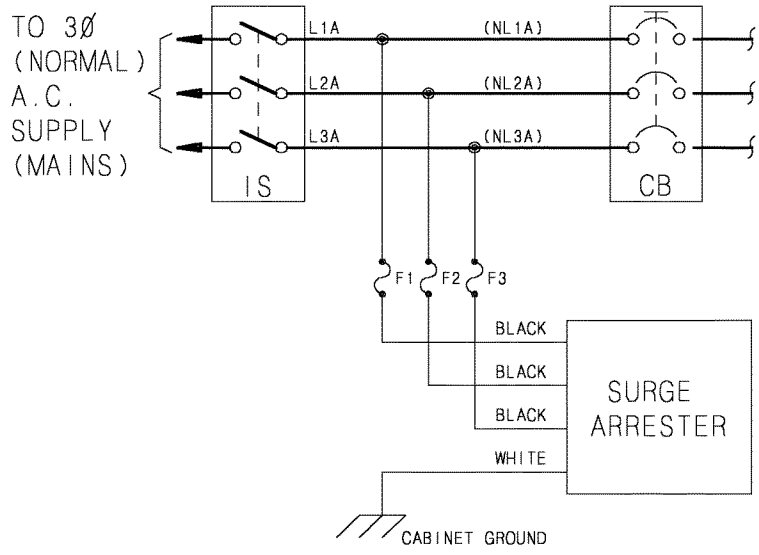 TO 3Ø
(NORMAL)
A.C.
SUPPLY
(MAINS)
L1A
(NL1A)
L2A
(NL2A)
L3A
(NL3A)
IS
CB
F1
F2
F3
BLACK
BLACK
BLACK
WHITE
SURGE
ARRESTER
CABINET GROUND